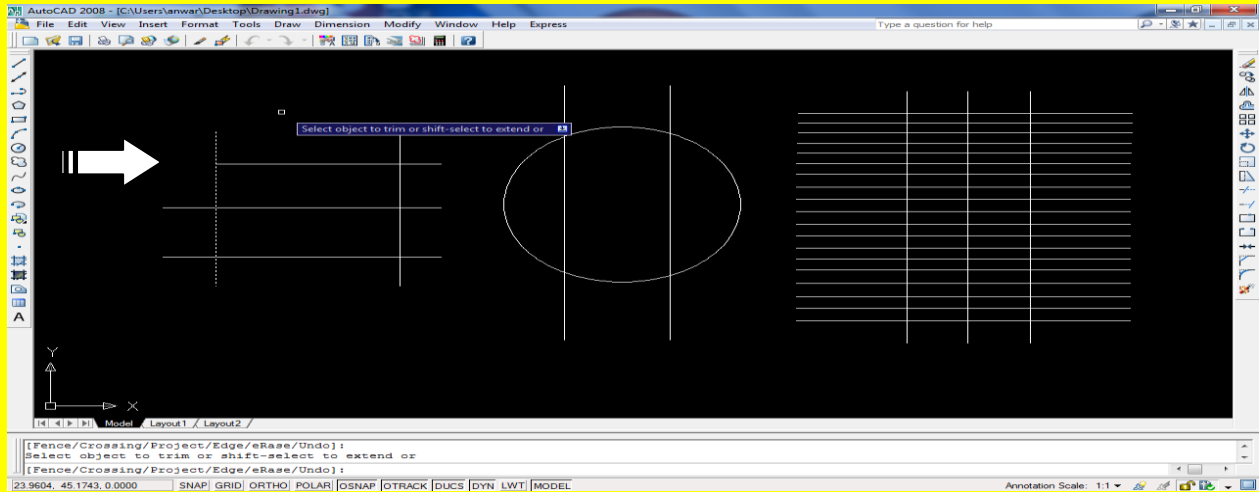 AutoCAD 2008 - [C:\Users\anwar\Desktop\Drawing1.dwg]
File Edit View Insert Format Tools Draw Dimension Modify Window Help Express
Type a question for help
Select object to trim or shift-select to extend or
A
Y
X
Model Layout1 Layout2
[Fence/Crossing/Project/Edge/eRase/Undo]:
Select object to trim or shift-select to extend or
[Fence/Crossing/Project/Edge/eRase/Undo]:
23.9604, 45.1743, 0.0000 SNAP GRID ORTHO POLAR OSNAP OTRACK DUCS DYN LWT MODEL Annotation Scale: 1:1